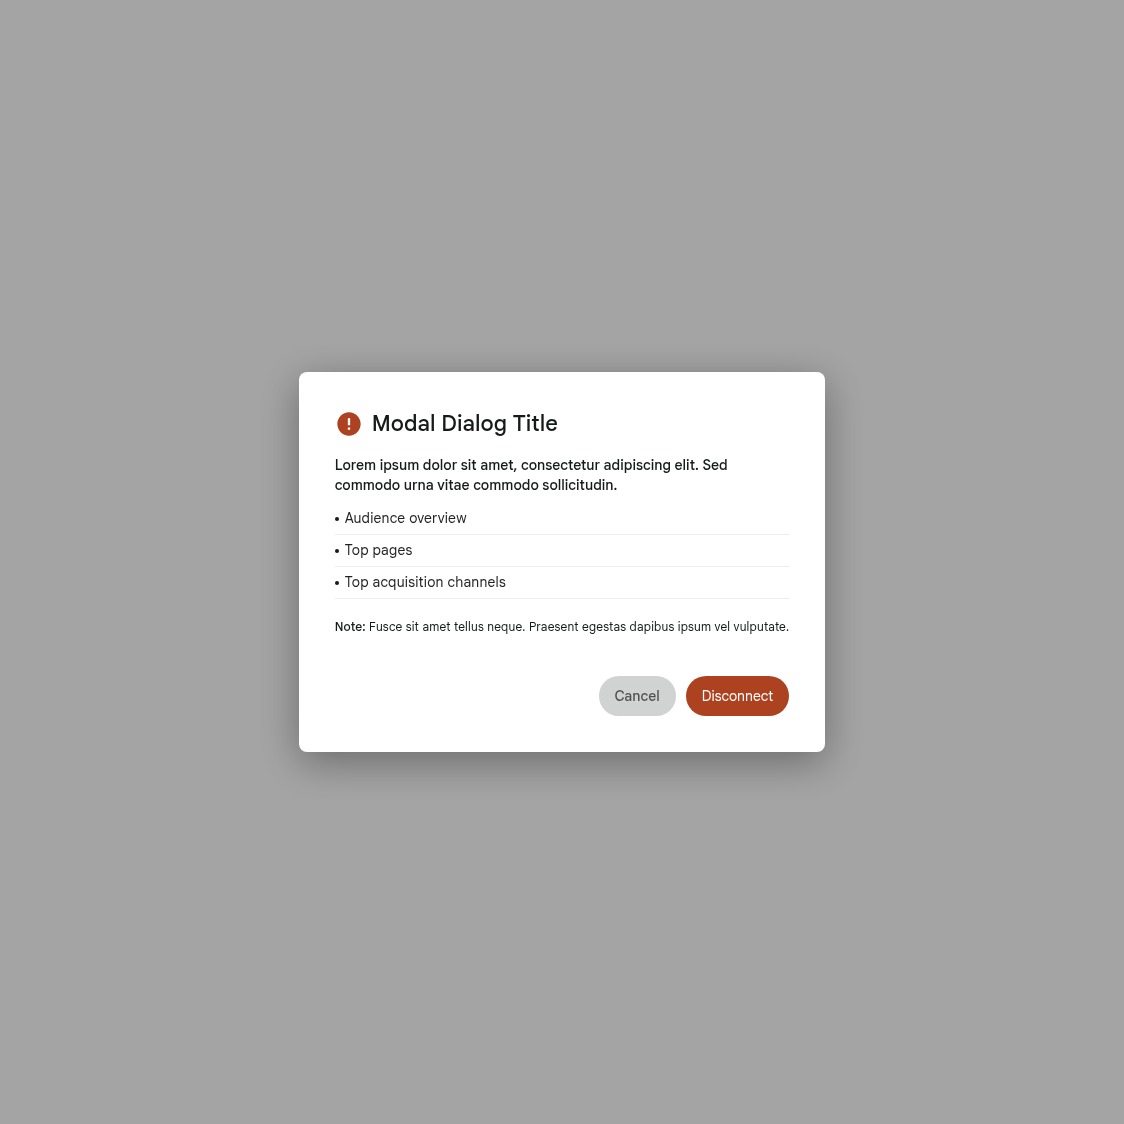 Modal Dialog Title
Lorem ipsum dolor sit amet, consectetur adipiscing elit. Sed
commodo urna vitae commodo sollicitudin.
• Audience overview
• Top pages
• Top acquisition channels
Note: Fusce sit amet tellus neque. Praesent egestas dapibus ipsum vel vulputate.
Cancel
Disconnect